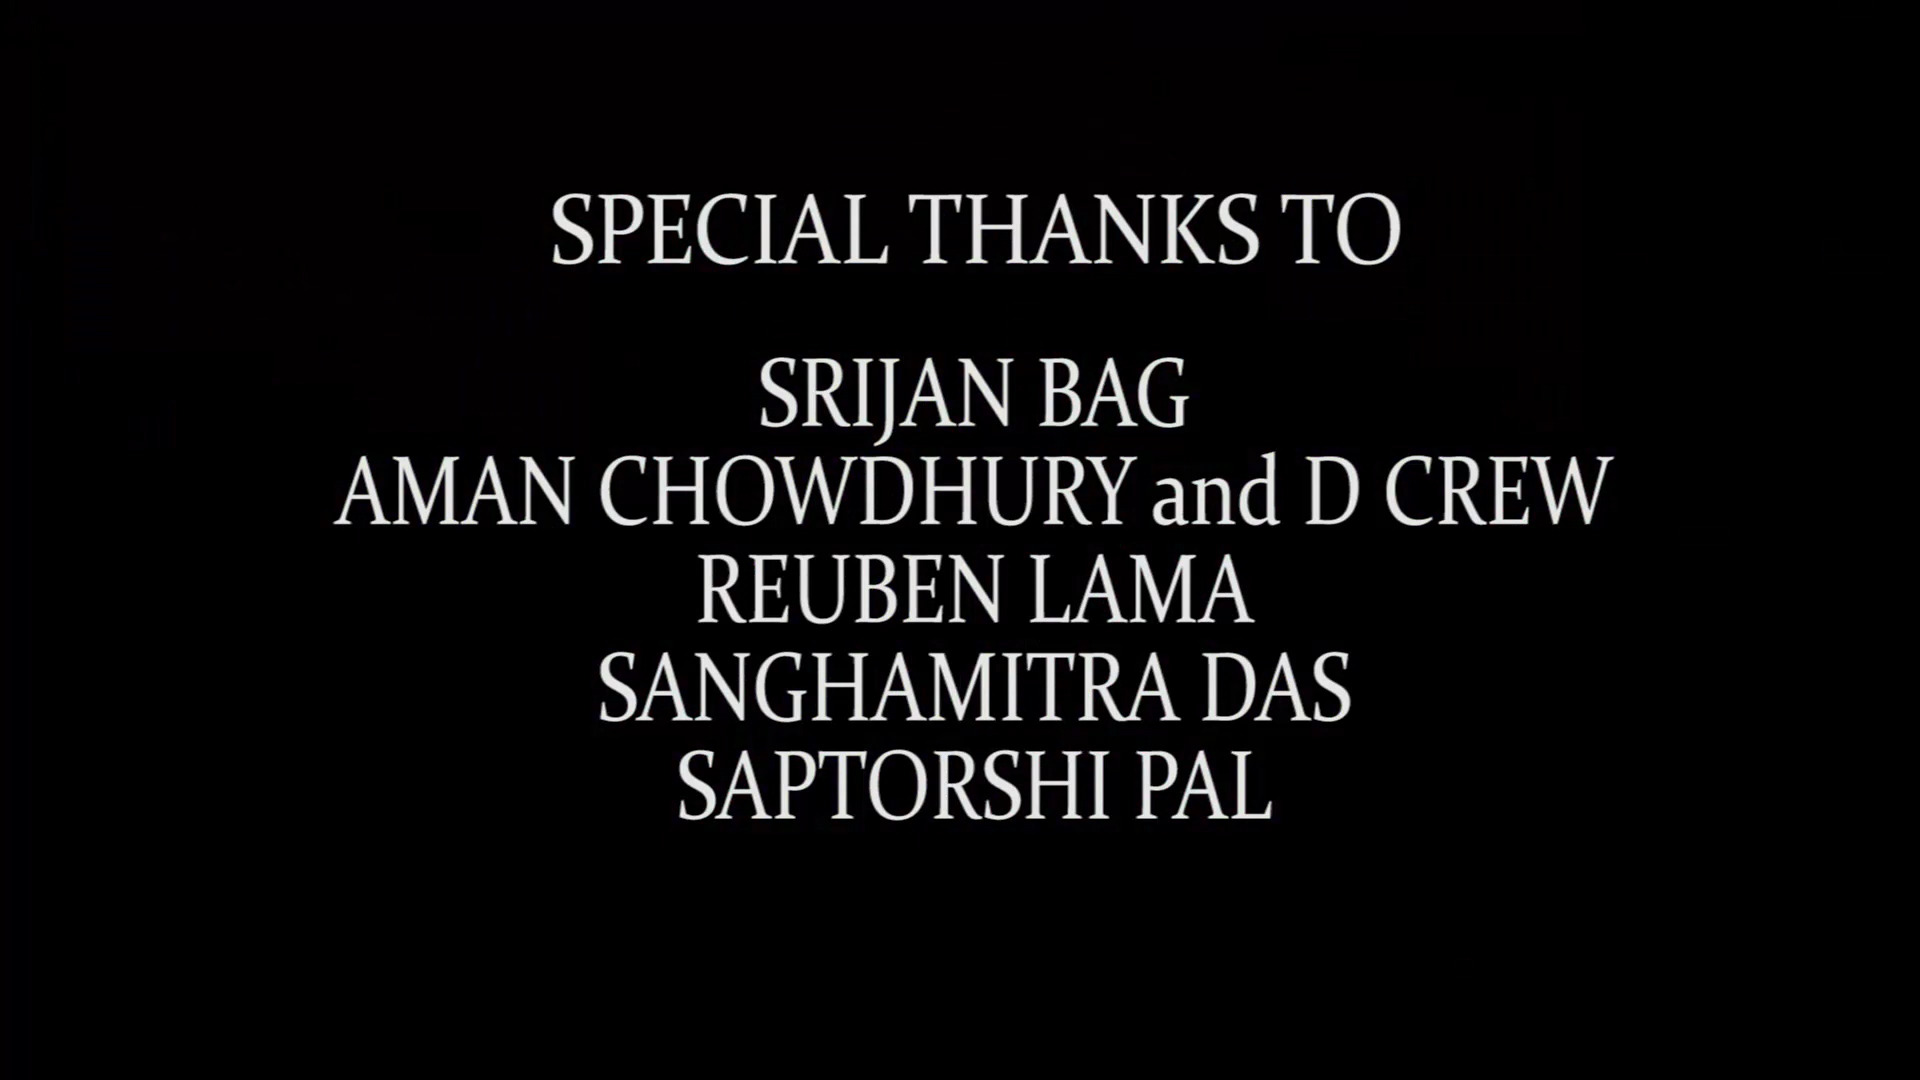 SPECIAL THANKS TO
SRIJAN BAG
AMAN CHOWDHURY and D CREW
REUBEN LAMA
SANGHAMITRA DAS
SAPTORSHI PAL